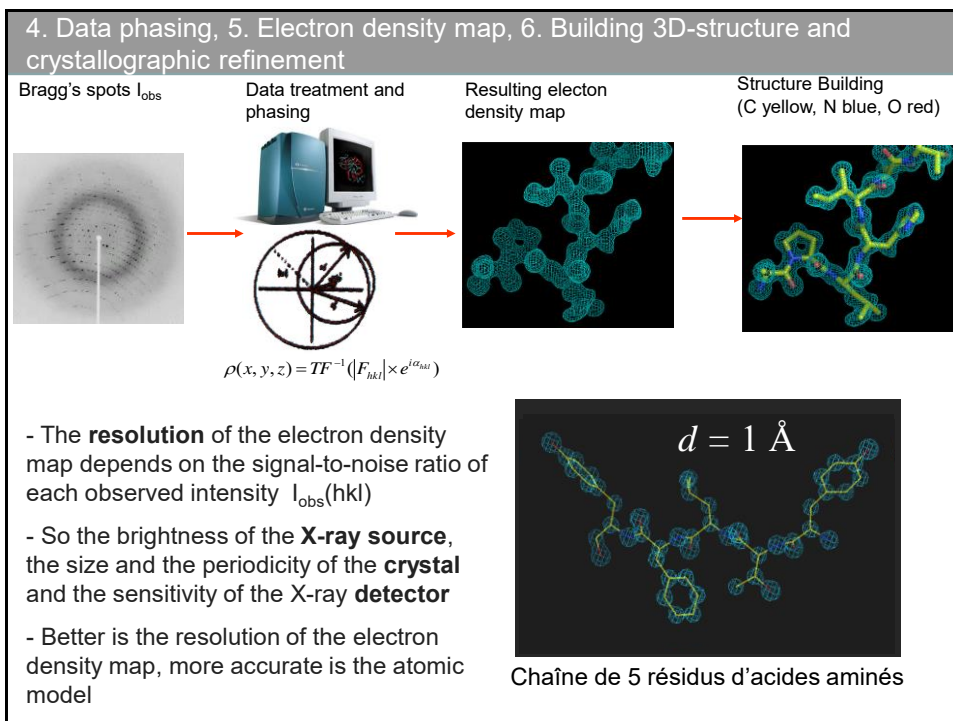 4. Data phasing, 5. Electron density map, 6. Building 3D-structure and
crystallographic refinement
Bragg's spots I_obs
Data treatment and
phasing
Resulting electon
density map
Structure Building
(C yellow, N blue, O red)
ρ(x, y, z) = TF⁻¹(|F_hkl| × e^{iα_hkl})
- The resolution of the electron density
map depends on the signal-to-noise ratio of
each observed intensity I_obs(hkl)
- So the brightness of the X-ray source,
the size and the periodicity of the crystal
and the sensitivity of the X-ray detector
- Better is the resolution of the electron
density map, more accurate is the atomic
model
d = 1 Å
Chaîne de 5 résidus d'acides aminés